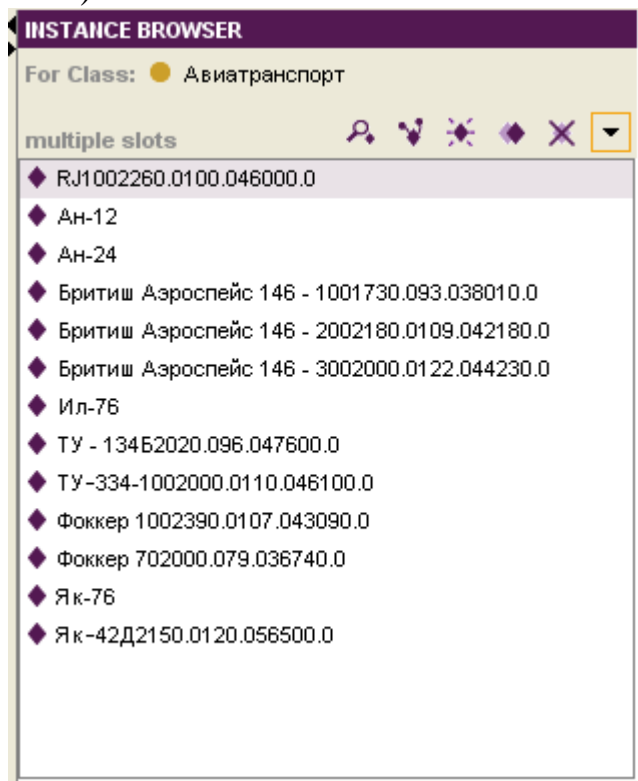 INSTANCE BROWSER
For Class: Авиатранспорт
multiple slots
RJ1002260.0100.046000.0
Ан-12
Ан-24
Бритиш Аэроспейс 146 - 1001730.093.038010.0
Бритиш Аэроспейс 146 - 2002180.0109.042180.0
Бритиш Аэроспейс 146 - 3002000.0122.044230.0
Ил-76
ТУ - 134Б2020.096.047600.0
ТУ-334-1002000.0110.046100.0
Фоккер 1002390.0107.043090.0
Фоккер 702000.079.036740.0
Як-76
Як-42Д2150.0120.056500.0